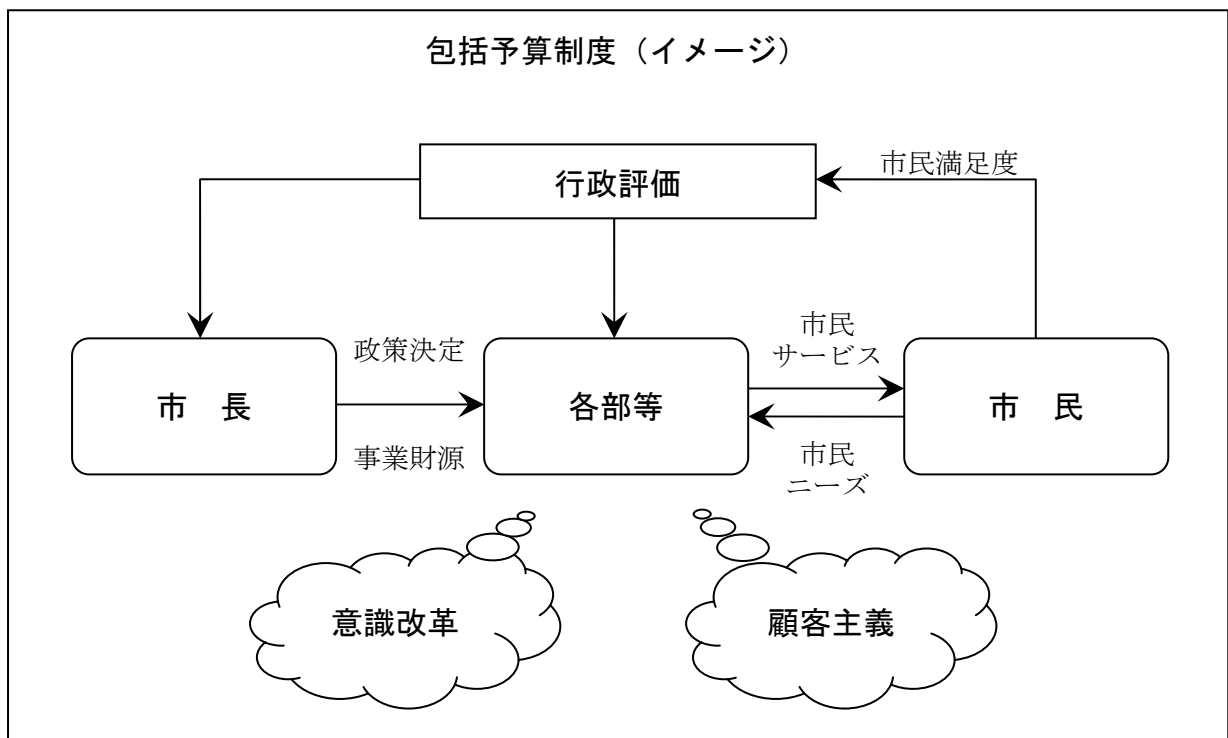 包括予算制度（イメージ）
市民満足度
行政評価
市民
サービス
政策決定
市　長
各部等
市　民
事業財源
市民
ニーズ
意識改革
顧客主義